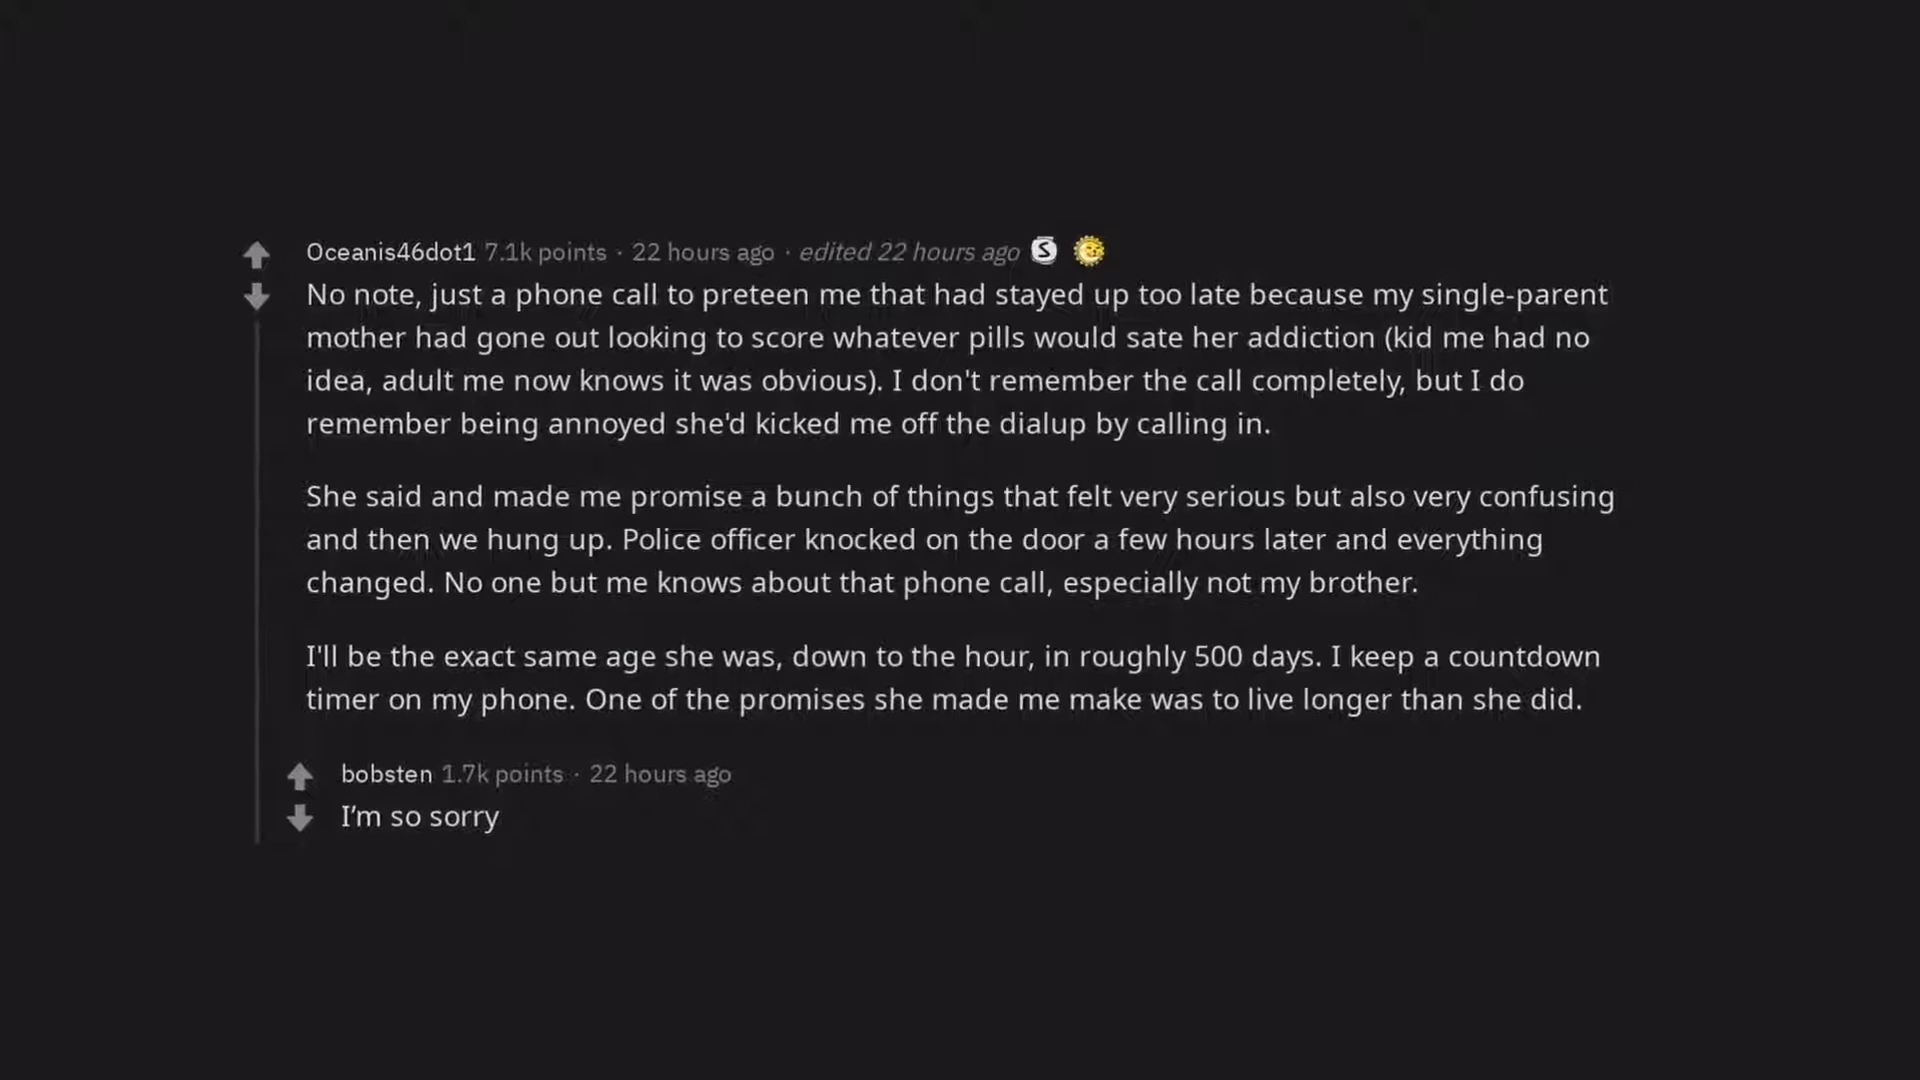 Oceanis46dot1 7.1k points · 22 hours ago · edited 22 hours ago S
No note, just a phone call to preteen me that had stayed up too late because my single-parent
mother had gone out looking to score whatever pills would sate her addiction (kid me had no
idea, adult me now knows it was obvious). I don't remember the call completely, but I do
remember being annoyed she'd kicked me off the dialup by calling in.
She said and made me promise a bunch of things that felt very serious but also very confusing
and then we hung up. Police officer knocked on the door a few hours later and everything
changed. No one but me knows about that phone call, especially not my brother.
I'll be the exact same age she was, down to the hour, in roughly 500 days. I keep a countdown
timer on my phone. One of the promises she made me make was to live longer than she did.
bobsten 1.7k points · 22 hours ago
I’m so sorry